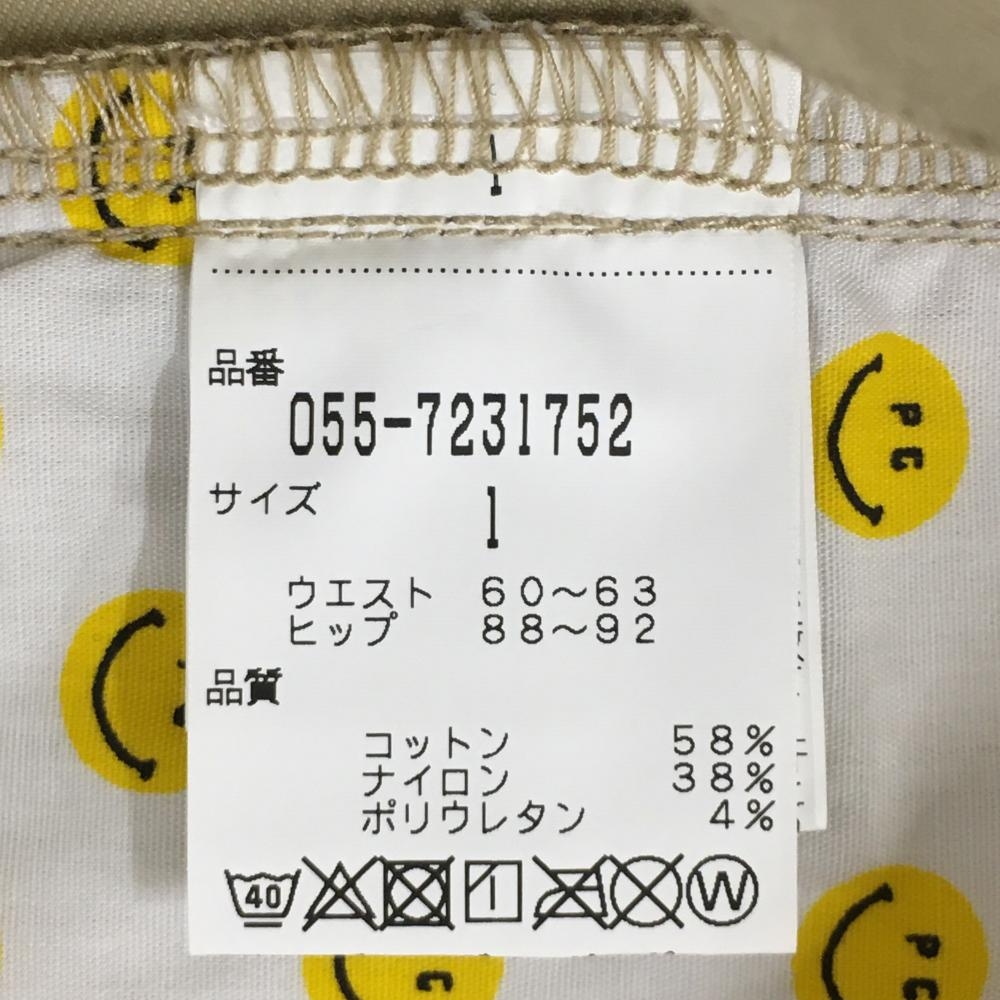 1
品番
055-7231752
サイズ
1
ウエスト 60～63
ヒップ 88～92
品質
コットン 58%
ナイロン 38%
ポリウレタン 4%
40
W
P C
P C
C